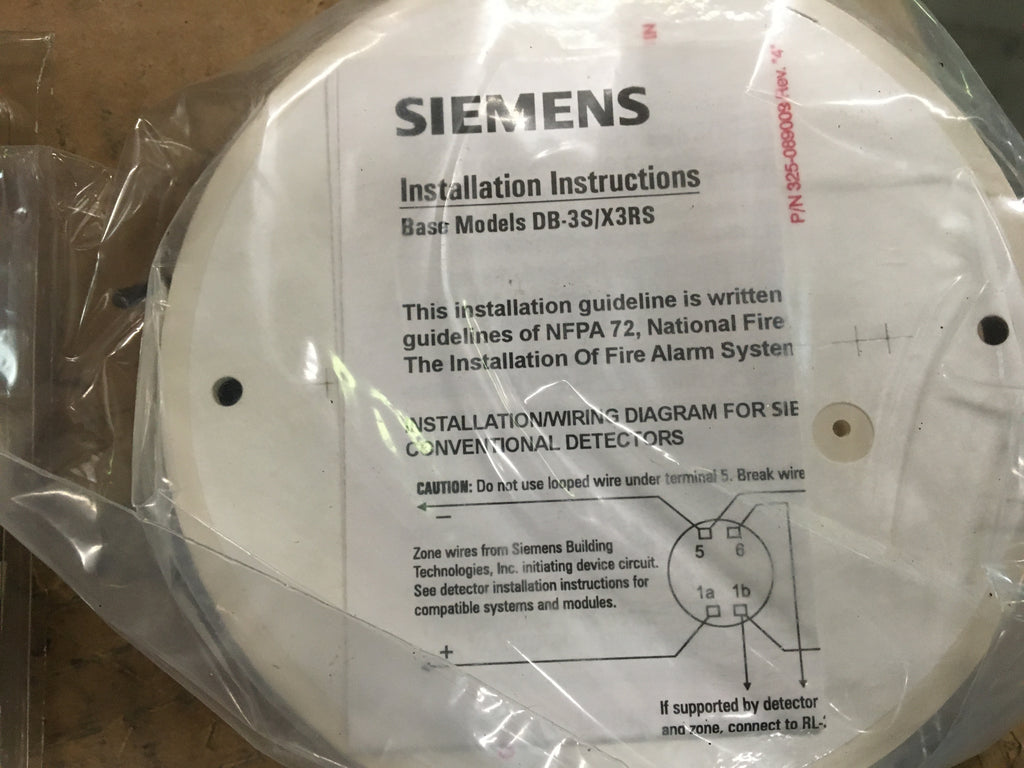 SIEMENS
IN
P/N 325-089009 Rev. "4"
Installation Instructions
Base Models DB-3S/X3RS
This installation guideline is written
guidelines of NFPA 72, National Fire
The Installation Of Fire Alarm System
INSTALLATION/WIRING DIAGRAM FOR SIE
CONVENTIONAL DETECTORS
CAUTION: Do not use looped wire under terminal 5. Break wire
−
5 6
Zone wires from Siemens Building
Technologies, Inc. initiating device circuit.
See detector installation instructions for
compatible systems and modules.
1a 1b
+
If supported by detector
and zone, connect to RL-